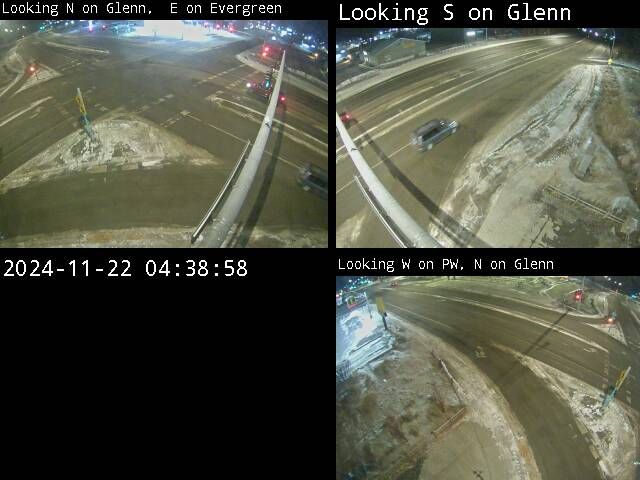 Looking N on Glenn,  E on Evergreen
Looking S on Glenn
2024-11-22 04:38:58
Looking W on PW, N on Glenn